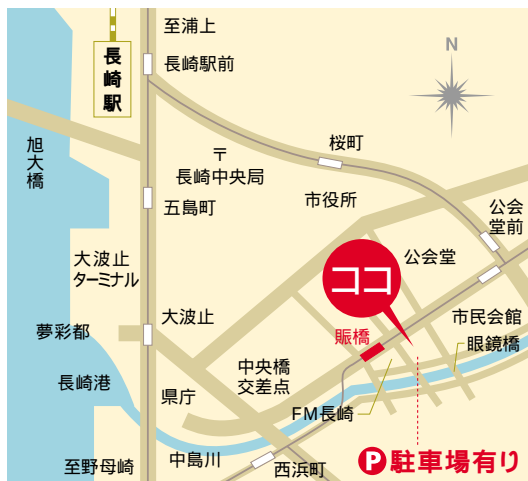 至浦上
長崎駅
長崎駅前
N
旭大橋
〒
長崎中央局
桜町
五島町
市役所
公会
堂前
大波止
ターミナル
公会堂
ココ
夢彩都
大波止
賑橋
市民会館
眼鏡橋
長崎港
県庁
中央橋
交差点
FM長崎
至野母崎
中島川
西浜町
P駐車場有り